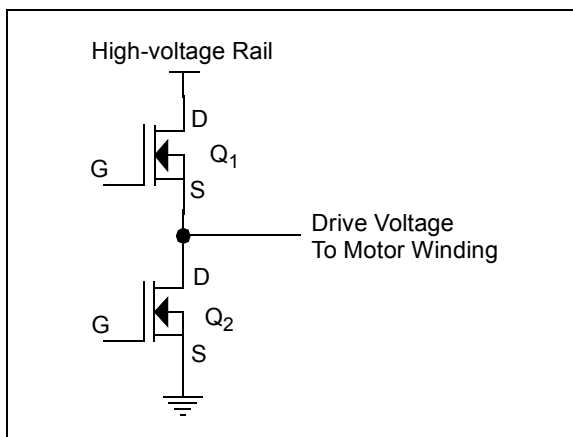 High-voltage Rail
D
G
Q1
S
Drive Voltage
To Motor Winding
D
G
Q2
S